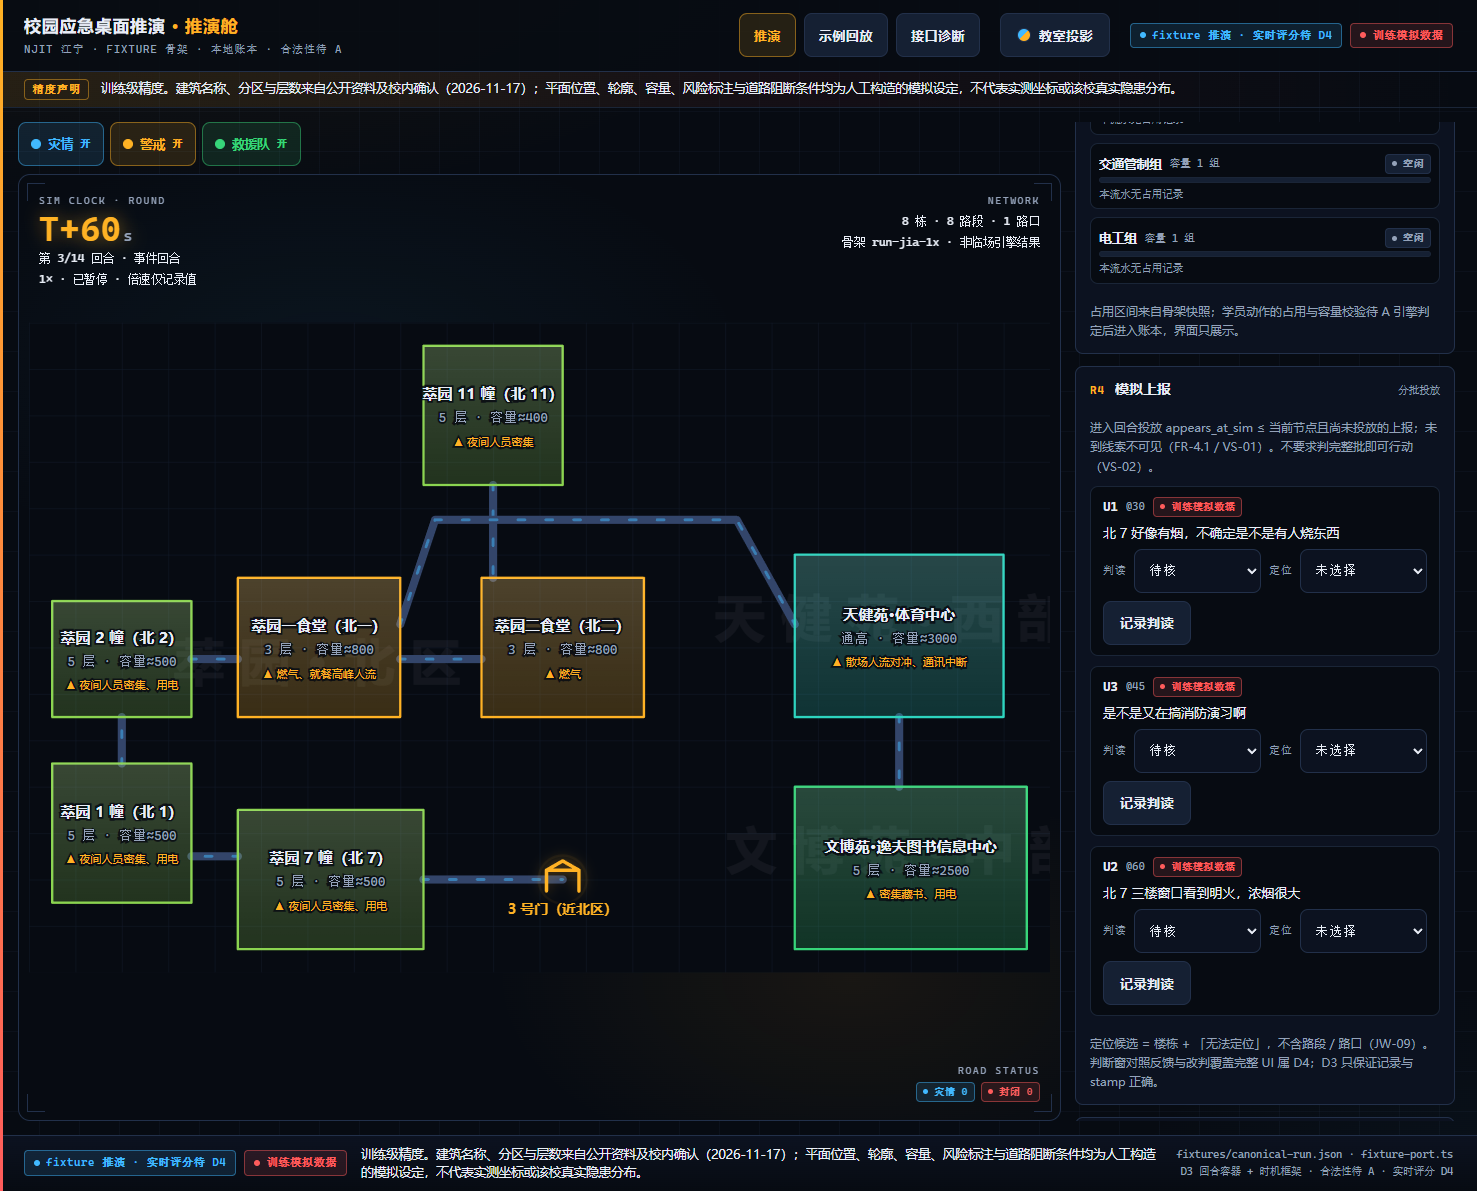 校园应急桌面推演 · 推演舱
NJIT 江宁 · FIXTURE 骨架 · 本地账本 · 合法性待 A
推演
示例回放
接口诊断
教室投影
fixture 推演 · 实时评分待 D4
训练模拟数据
精度声明
训练级精度。建筑名称、分区与层数来自公开资料及校内确认（2026-11-17）；平面位置、轮廓、容量、风险标注与道路阻断条件均为人工构造的模拟设定，不代表实测坐标或该校真实隐患分布。
灾情 开
警戒 开
救援队 开
SIM CLOCK · ROUND
T+60s
第 3/14 回合 · 事件回合
1× · 已暂停 · 倍速仅记录值
NETWORK
8 栋 · 8 路段 · 1 路口
骨架 run-jia-1x · 非临场引擎结果
萃园 11 幢（北 11）
5 层 · 容量≈400
▲ 夜间人员密集
萃园 2 幢（北 2）
5 层 · 容量≈500
▲ 夜间人员密集、用电
萃园一食堂（北一）
3 层 · 容量≈800
▲ 燃气、就餐高峰人流
萃园二食堂（北二）
3 层 · 容量≈800
▲ 燃气
天健苑·体育中心
通高 · 容量≈3000
▲ 散场人流对冲、通讯中断
萃园 1 幢（北 1）
5 层 · 容量≈500
▲ 夜间人员密集、用电
萃园 7 幢（北 7）
5 层 · 容量≈500
▲ 夜间人员密集、用电
3 号门（近北区）
文博苑·逸夫图书信息中心
5 层 · 容量≈2500
▲ 密集藏书、用电
ROAD STATUS
灾情 0
封闭 0
交通管制组 容量 1 组
空闲
本流水无占用记录
电工组 容量 1 组
空闲
本流水无占用记录
占用区间来自骨架快照；学员动作的占用与容量校验待 A 引擎判
定后进入账本，界面只展示。
R4 模拟上报
分批投放
进入回合投放 appears_at_sim ≤ 当前节点且尚未投放的上报；未
到线索不可见（FR-4.1 / VS-01）。不要求判完整批即可行动
（VS-02）。
U1 @30 训练模拟数据
北 7 好像有烟，不确定是不是有人烧东西
判读 待核 定位 未选择
记录判读
U3 @45 训练模拟数据
是不是又在搞消防演习啊
判读 待核 定位 未选择
记录判读
U2 @60 训练模拟数据
北 7 三楼窗口看到明火，浓烟很大
判读 待核 定位 未选择
记录判读
定位候选 = 楼栋 + 「无法定位」，不含路段 / 路口（JW-09）。
判断窗对照反馈与改判覆盖完整 UI 属 D4；D3 只保证记录与
stamp 正确。
fixture 推演 · 实时评分待 D4
训练模拟数据
训练级精度。建筑名称、分区与层数来自公开资料及校内确认（2026-11-17）；平面位置、轮廓、容量、风险标注与道路阻断条件均为人工构造
的模拟设定，不代表实测坐标或该校真实隐患分布。
fixtures/canonical-run.json · fixture-port.ts
D3 回合容器 + 时机框架 · 合法性待 A · 实时评分 D4